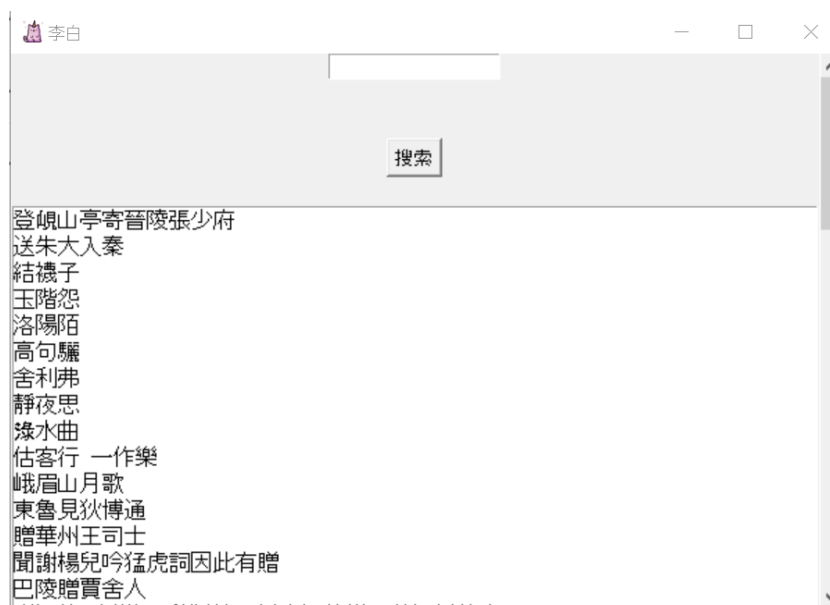 李白
搜索
登峴山亭寄晉陵張少府
送朱大入秦
結襪子
玉階怨
洛陽陌
高句驪
舍利弗
靜夜思
淥水曲
估客行 一作樂
峨眉山月歌
東魯見狄博通
贈華州王司士
聞謝楊兒吟猛虎詞因此有贈
巴陵贈賈舍人